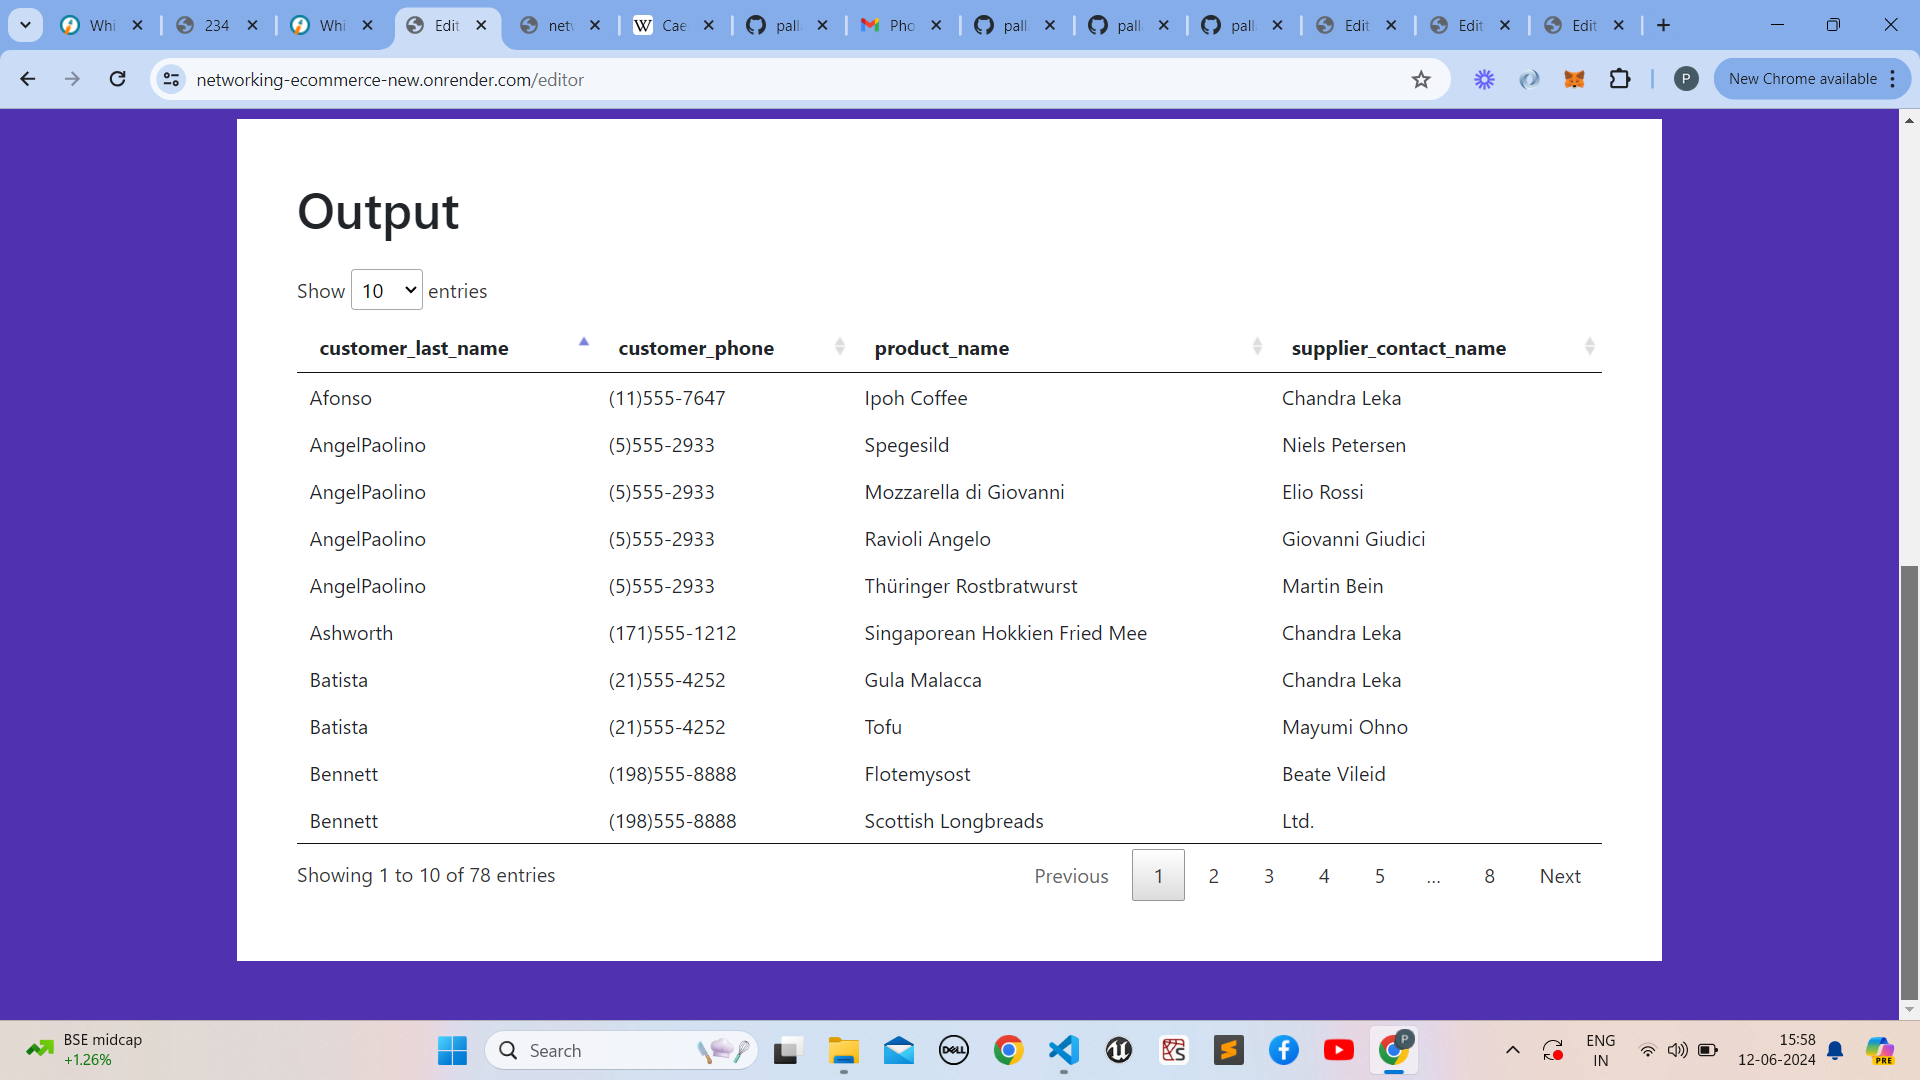 Whi
234
Whi
Edit
net
Cae
pall
Pho
pall
pall
pall
Edit
Edit
Edit
networking-ecommerce-new.onrender.com/editor
P
New Chrome available
Output
Show 10 entries
customer_last_name customer_phone product_name supplier_contact_name
Afonso (11)555-7647 Ipoh Coffee Chandra Leka
AngelPaolino (5)555-2933 Spegesild Niels Petersen
AngelPaolino (5)555-2933 Mozzarella di Giovanni Elio Rossi
AngelPaolino (5)555-2933 Ravioli Angelo Giovanni Giudici
AngelPaolino (5)555-2933 Thüringer Rostbratwurst Martin Bein
Ashworth (171)555-1212 Singaporean Hokkien Fried Mee Chandra Leka
Batista (21)555-4252 Gula Malacca Chandra Leka
Batista (21)555-4252 Tofu Mayumi Ohno
Bennett (198)555-8888 Flotemysost Beate Vileid
Bennett (198)555-8888 Scottish Longbreads Ltd.
Showing 1 to 10 of 78 entries Previous 1 2 3 4 5 … 8 Next
BSE midcap
+1.26%
Search
DELL
P
ENG
IN
15:58
12-06-2024
PRE